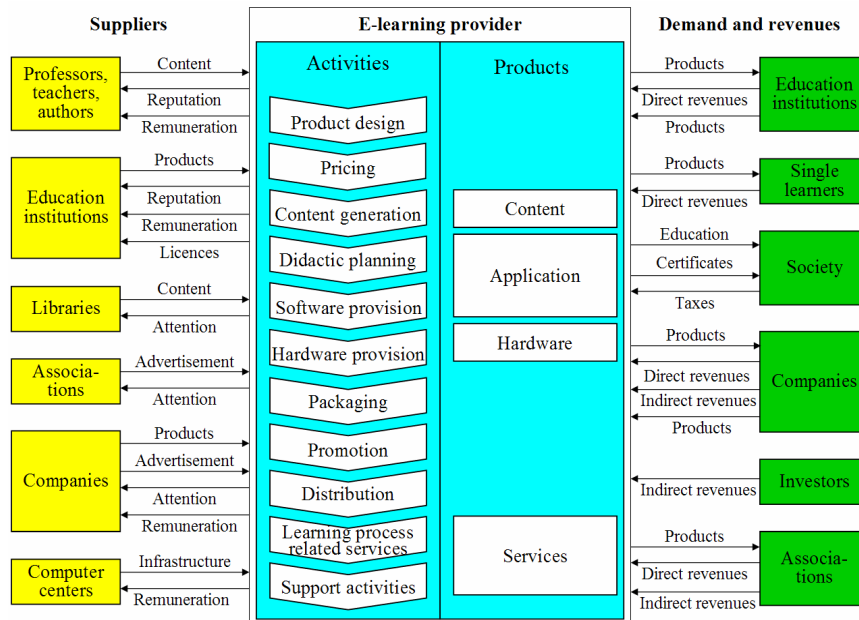 Suppliers
E-learning provider
Demand and revenues
Professors,
teachers,
authors
Content
Reputation
Remuneration
Education
institutions
Products
Reputation
Remuneration
Licences
Libraries
Content
Attention
Associa-
tions
Advertisement
Attention
Companies
Products
Advertisement
Attention
Remuneration
Computer
centers
Infrastructure
Remuneration
Activities
Product design
Pricing
Content generation
Didactic planning
Software provision
Hardware provision
Packaging
Promotion
Distribution
Learning process
related services
Support activities
Products
Content
Application
Hardware
Services
Products
Direct revenues
Products
Education
institutions
Products
Direct revenues
Single
learners
Education
Certificates
Taxes
Society
Products
Direct revenues
Indirect revenues
Products
Companies
Indirect revenues
Investors
Products
Direct revenues
Indirect revenues
Associa-
tions